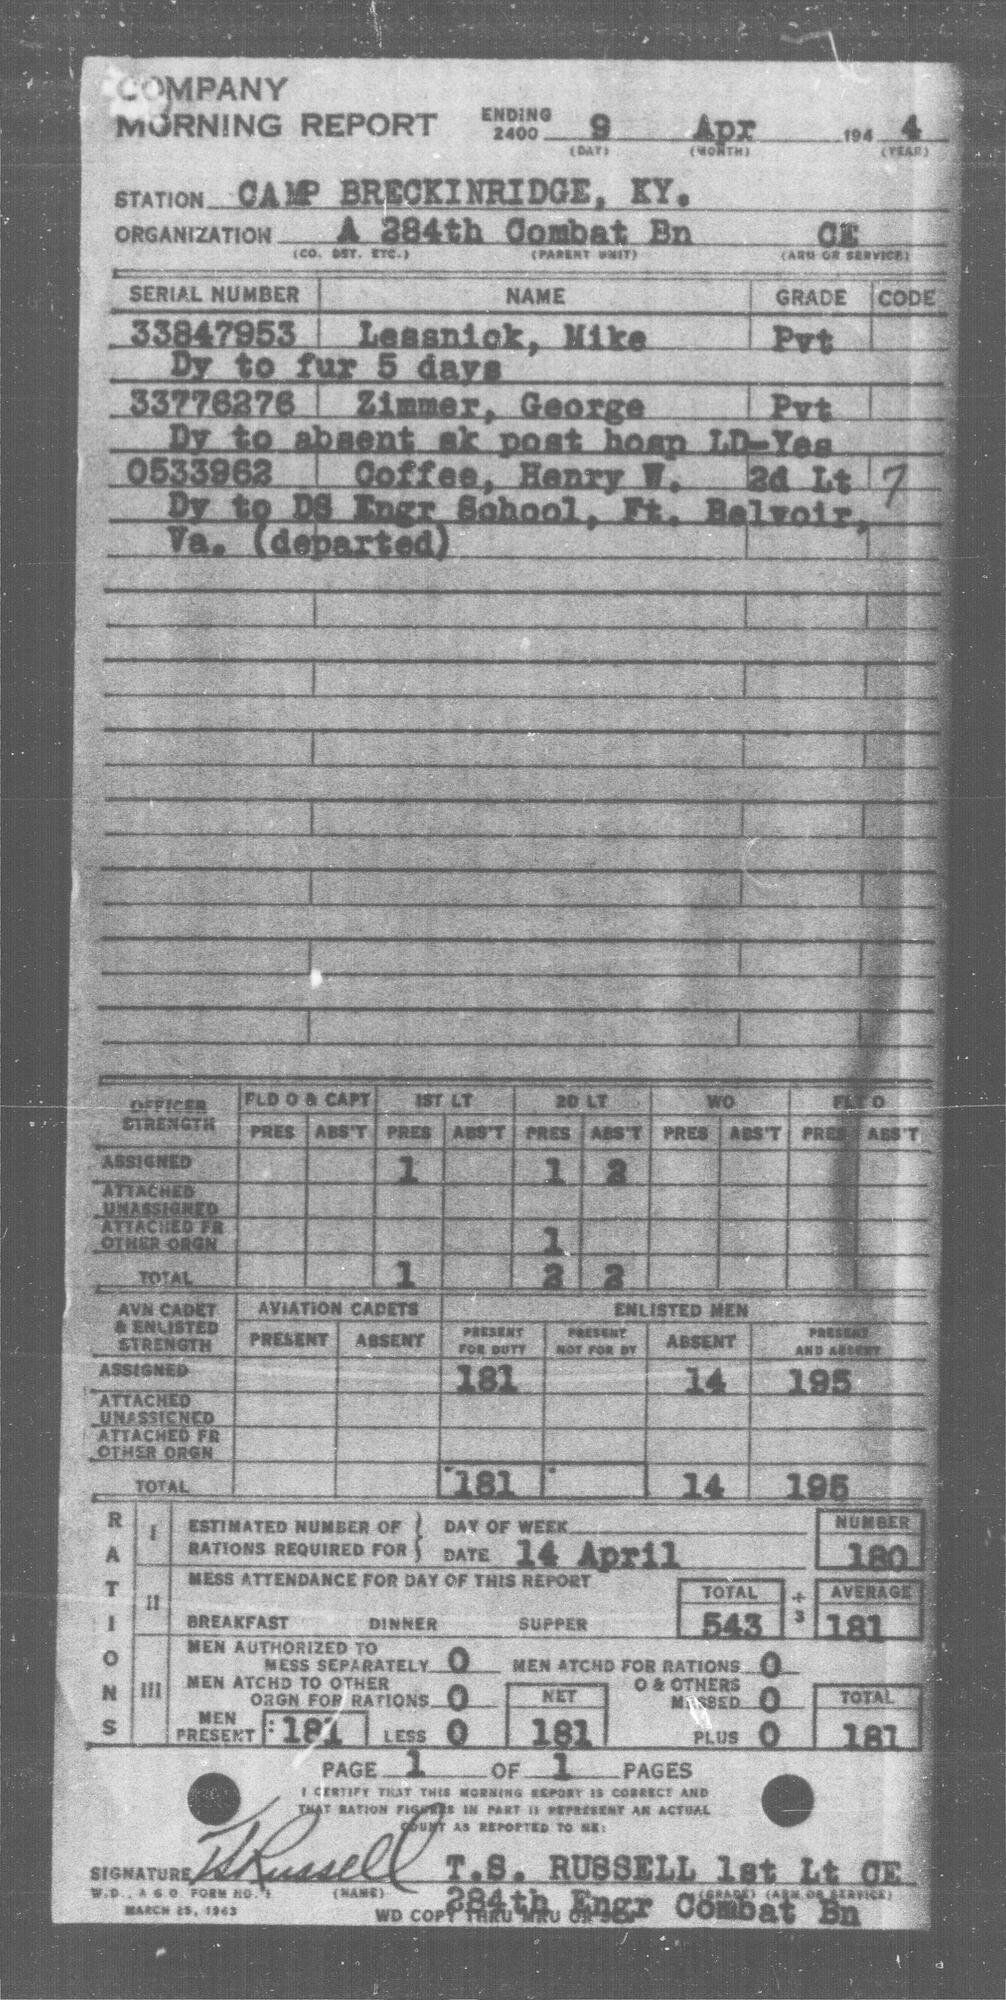 COMPANY
MORNING REPORT ENDING 2400 9 Apr 194 4
(DAY) (MONTH) (YEAR)
STATION CAMP BRECKINRIDGE, KY.
ORGANIZATION A 284th Combat Bn CE
(CO. DET. ETC.) (PARENT UNIT) (ARM OR SERVICE)
SERIAL NUMBER NAME GRADE CODE
33847953 Lessnick, Mike Pvt
Dy to fur 5 days
33776276 Zimmer, George Pvt
Dy to absent sk post hosp LD-Yes
0533962 Coffee, Henry W. 2d Lt 7
Dy to DS Engr School, Ft. Belvoir,
Va. (departed)
OFFICER STRENGTH FLD O & CAPT 1ST LT 2D LT WO FLT O
PRES ABS'T PRES ABS'T PRES ABS'T PRES ABS'T PRES ABS'T
ASSIGNED 1 1 2
ATTACHED UNASSIGNED
ATTACHED FR OTHER ORGN 1
TOTAL 1 2 2
AVN CADET & ENLISTED STRENGTH AVIATION CADETS ENLISTED MEN
PRESENT ABSENT PRESENT FOR DUTY PRESENT NOT FOR DY ABSENT PRESENT AND ABSENT
ASSIGNED 181 14 195
ATTACHED UNASSIGNED
ATTACHED FR OTHER ORGN
TOTAL 181 14 195
RATIONS
I ESTIMATED NUMBER OF RATIONS REQUIRED FOR DAY OF WEEK NUMBER
DATE 14 April 180
II MESS ATTENDANCE FOR DAY OF THIS REPORT TOTAL ÷ 3 AVERAGE
BREAKFAST DINNER SUPPER 543 181
III MEN AUTHORIZED TO MESS SEPARATELY 0 MEN ATCHD FOR RATIONS 0
MEN ATCHD TO OTHER ORGN FOR RATIONS 0 NET O & OTHERS MESSED 0 TOTAL
MEN PRESENT 181 LESS 0 181 PLUS 0 181
PAGE 1 OF 1 PAGES
I CERTIFY THAT THIS MORNING REPORT IS CORRECT AND
THAT RATION FIGURES IN PART II REPRESENT AN ACTUAL
COUNT AS REPORTED TO ME:
SIGNATURE TS Russell T.S. RUSSELL 1st Lt CE
W.D., A G O. FORM NO. 1 (NAME) (GRADE) (ARM OR SERVICE)
MARCH 25, 1943 284th Engr Combat Bn
WD COPY THRU MRU OR